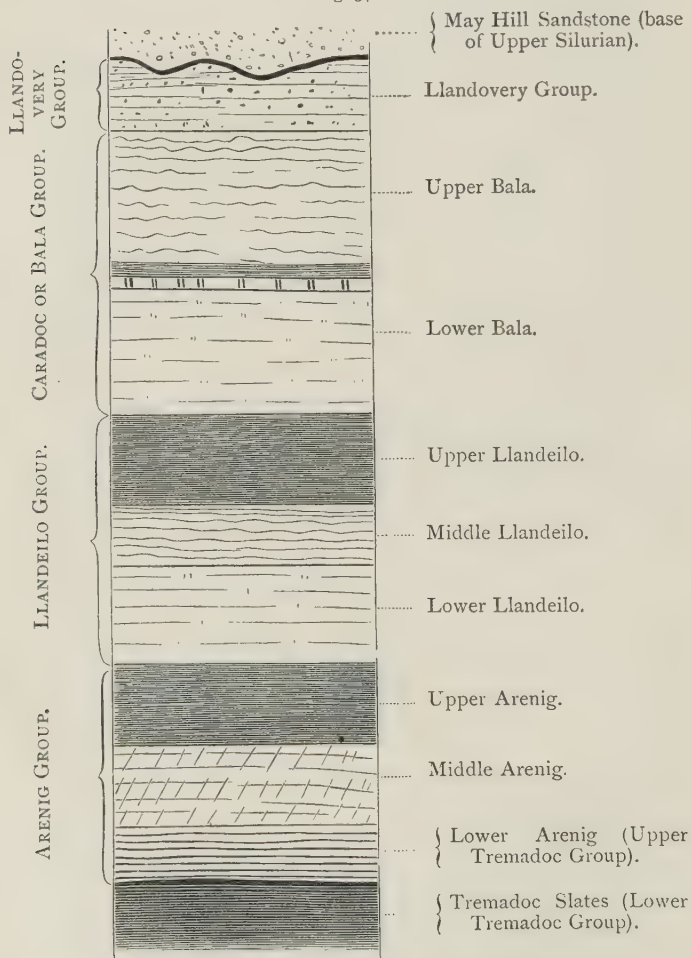 May Hill Sandstone (base
of Upper Silurian).
LLANDO-
VERY
GROUP.
Llandovery Group.
CARADOC OR BALA GROUP.
Upper Bala.
Lower Bala.
LLANDEILO GROUP.
Upper Llandeilo.
Middle Llandeilo.
Lower Llandeilo.
ARENIG GROUP.
Upper Arenig.
Middle Arenig.
Lower Arenig (Upper
Tremadoc Group).
Tremadoc Slates (Lower
Tremadoc Group).